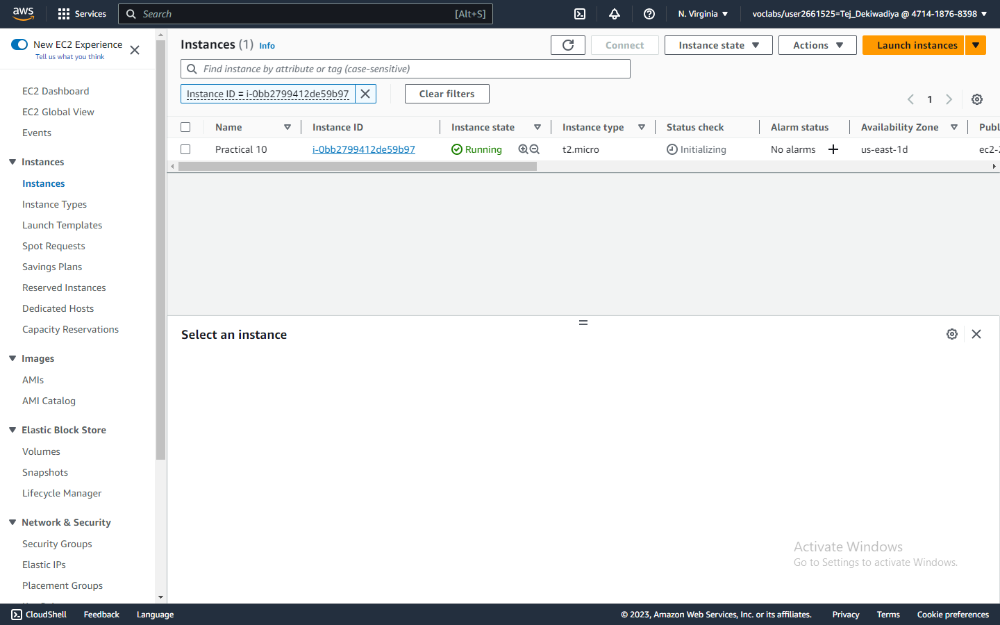 aws
Services
Search
[Alt+S]
N. Virginia
voclabs/user2661525=Tej_Dekiwadiya @ 4714-1876-8398
New EC2 Experience
Tell us what you think
EC2 Dashboard
EC2 Global View
Events
Instances
Instances
Instance Types
Launch Templates
Spot Requests
Savings Plans
Reserved Instances
Dedicated Hosts
Capacity Reservations
Images
AMIs
AMI Catalog
Elastic Block Store
Volumes
Snapshots
Lifecycle Manager
Network & Security
Security Groups
Elastic IPs
Placement Groups
Instances (1) Info
Connect
Instance state
Actions
Launch instances
Find instance by attribute or tag (case-sensitive)
Instance ID = i-0bb2799412de59b97
Clear filters
1
Name Instance ID Instance state Instance type Status check Alarm status Availability Zone Publ
Practical 10 i-0bb2799412de59b97 Running t2.micro Initializing No alarms us-east-1d ec2-
Select an instance
Activate Windows
Go to Settings to activate Windows.
CloudShell Feedback Language © 2023, Amazon Web Services, Inc. or its affiliates. Privacy Terms Cookie preferences